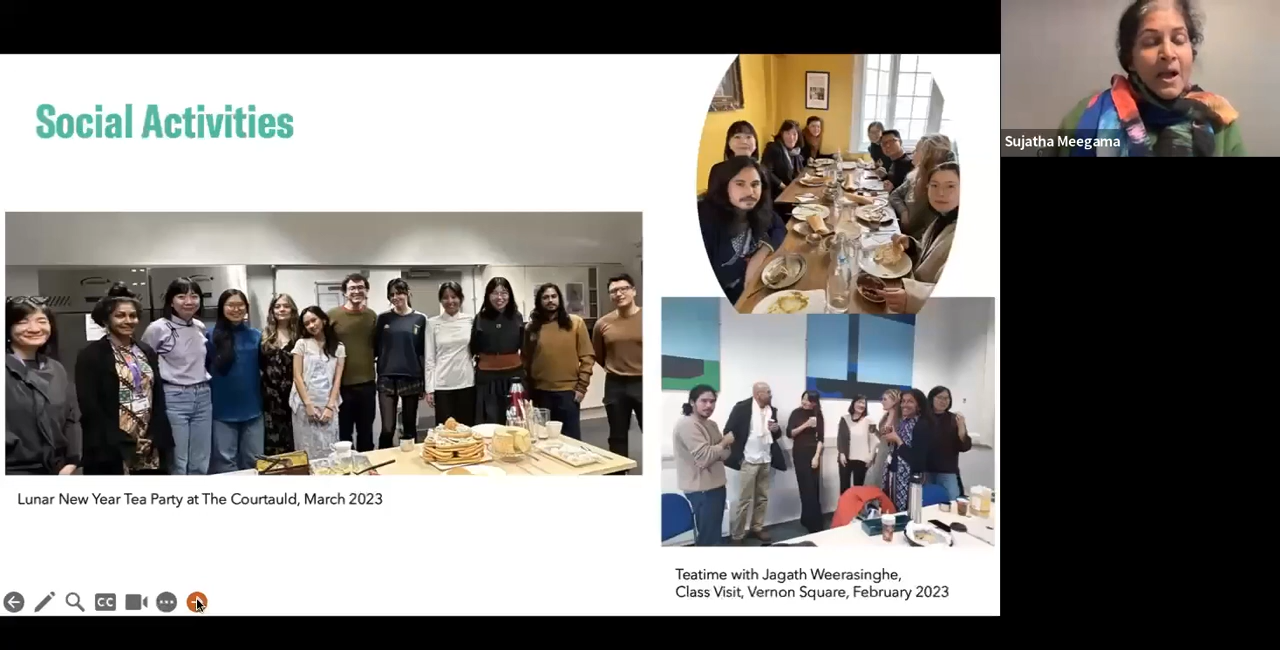 Social Activities
Sujatha Meegama
Lunar New Year Tea Party at The Courtauld, March 2023
Teatime with Jagath Weerasinghe,
Class Visit, Vernon Square, February 2023
CC